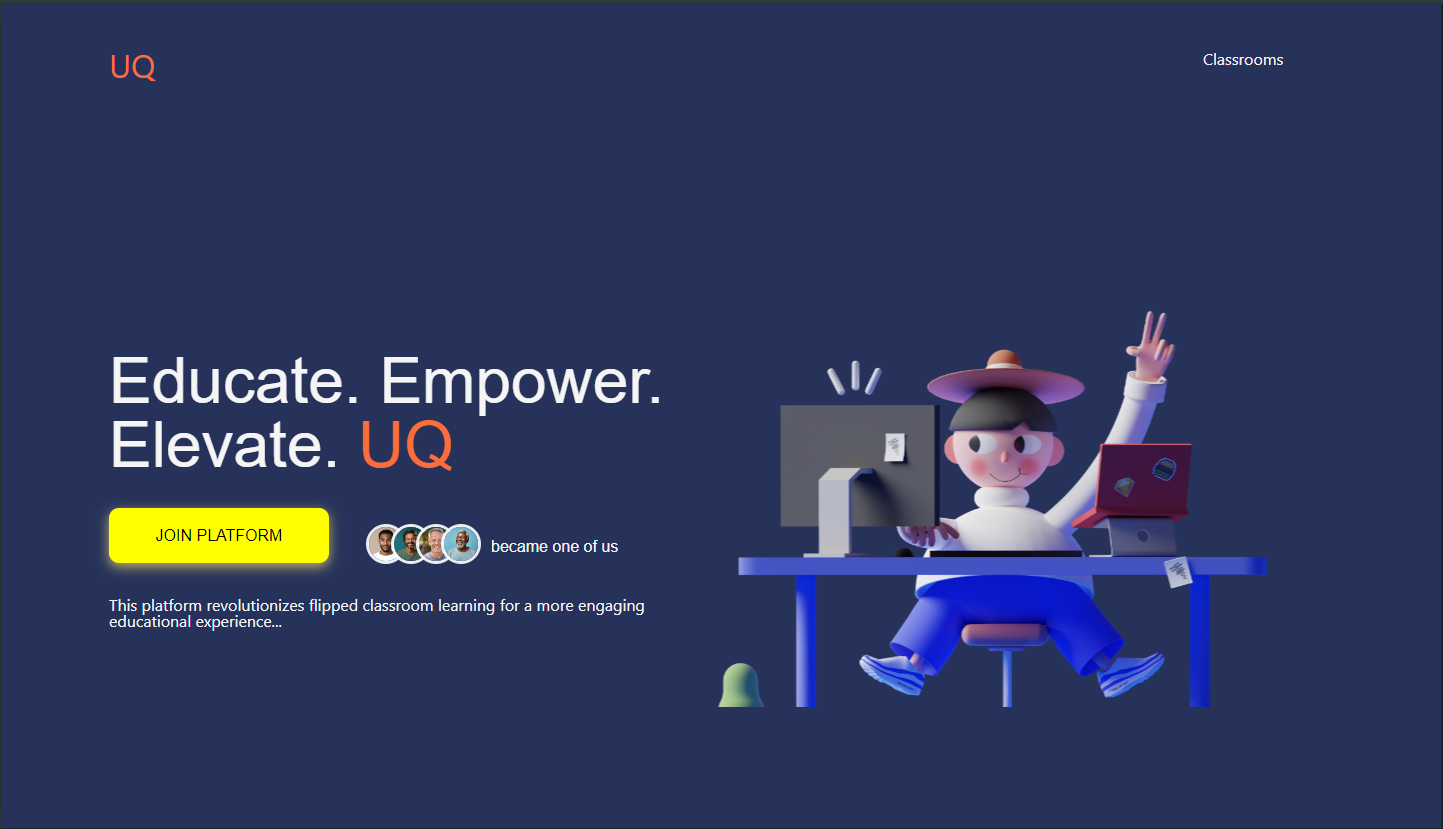 UQ
Classrooms
Educate. Empower.
Elevate. UQ
JOIN PLATFORM
became one of us
This platform revolutionizes flipped classroom learning for a more engaging
educational experience...